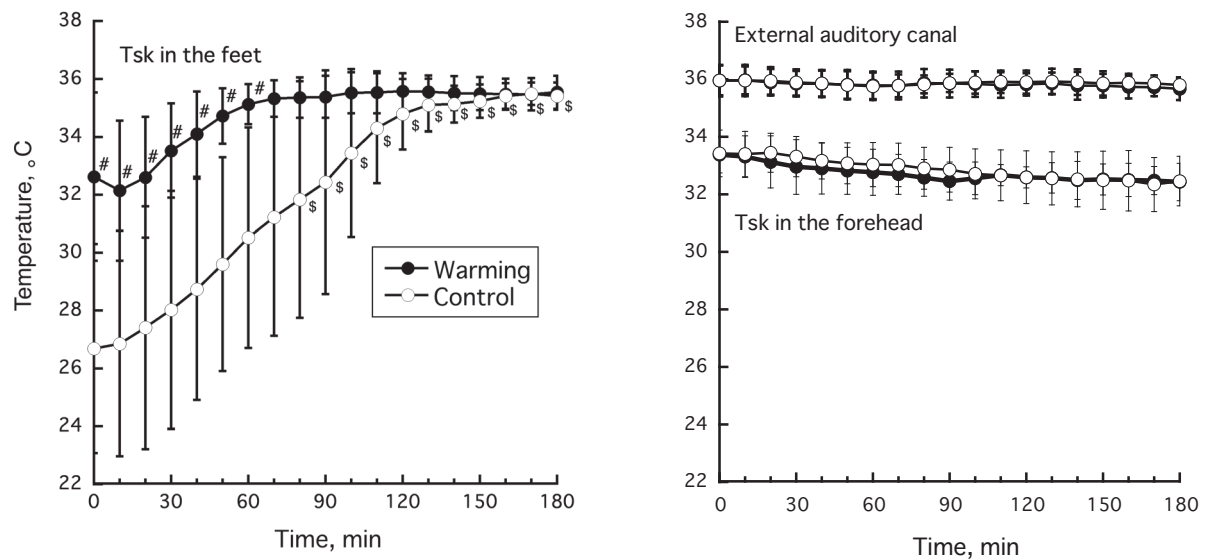 38
36
34
32
30
28
26
24
22
Temperature, °C
Tsk in the feet
# # # # # # #
$ $ $ $ $ $ $ $ $ $ $
Warming
Control
0 30 60 90 120 150 180
Time, min
38
36
34
32
30
28
26
24
22
External auditory canal
Tsk in the forehead
0 30 60 90 120 150 180
Time, min